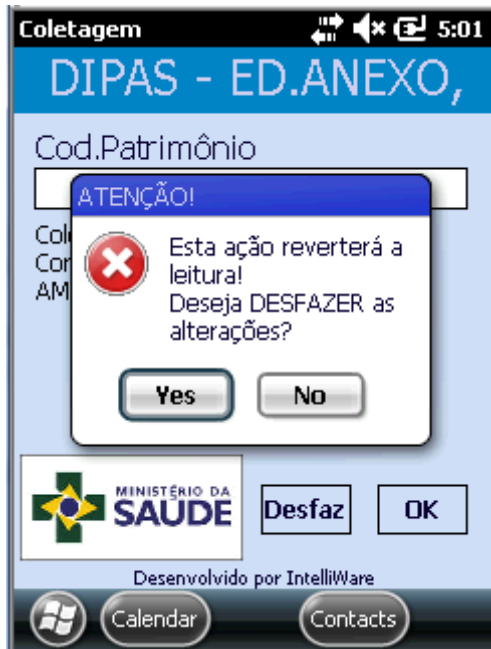 Coletagem 5:01
DIPAS - ED.ANEXO,
Cod.Patrimônio
ATENÇÃO!
Esta ação reverterá a
leitura!
Deseja DESFAZER as
alterações?
Yes No
MINISTÉRIO DA
SAÚDE
Desfaz OK
Desenvolvido por IntelliWare
Calendar Contacts